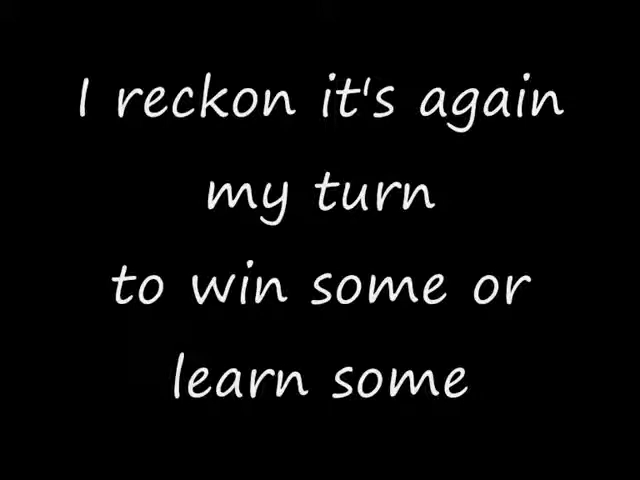 I reckon it's again
my turn
to win some or
learn some